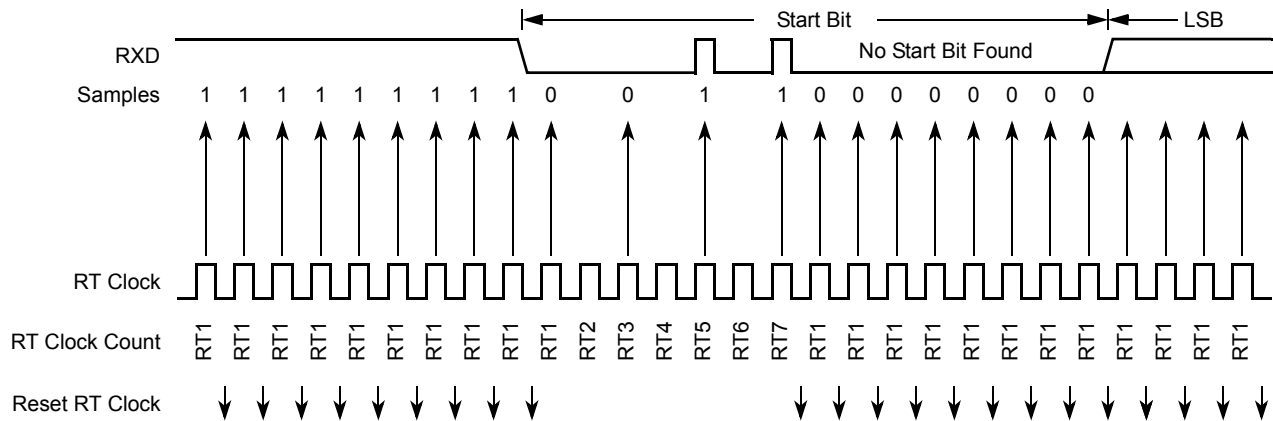 Start Bit LSB
RXD No Start Bit Found
Samples 1 1 1 1 1 1 1 1 1 0 0 1 1 0 0 0 0 0 0 0 0
RT Clock
RT Clock Count RT1 RT1 RT1 RT1 RT1 RT1 RT1 RT1 RT1 RT1 RT2 RT3 RT4 RT5 RT6 RT7 RT1 RT1 RT1 RT1 RT1 RT1 RT1 RT1 RT1 RT1 RT1 RT1
Reset RT Clock